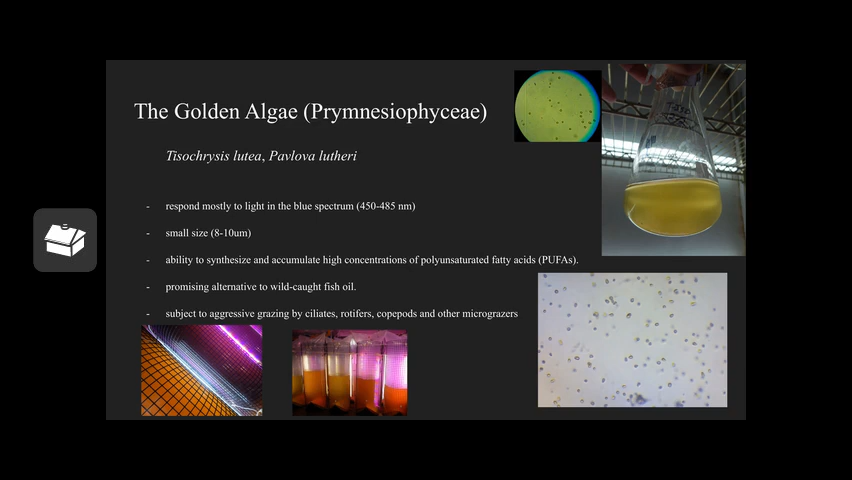 The Golden Algae (Prymnesiophyceae)
Tisochrysis lutea, Pavlova lutheri
- respond mostly to light in the blue spectrum (450-485 nm)
- small size (8-10um)
- ability to synthesize and accumulate high concentrations of polyunsaturated fatty acids (PUFAs).
- promising alternative to wild-caught fish oil.
- subject to aggressive grazing by ciliates, rotifers, copepods and other micrograzers